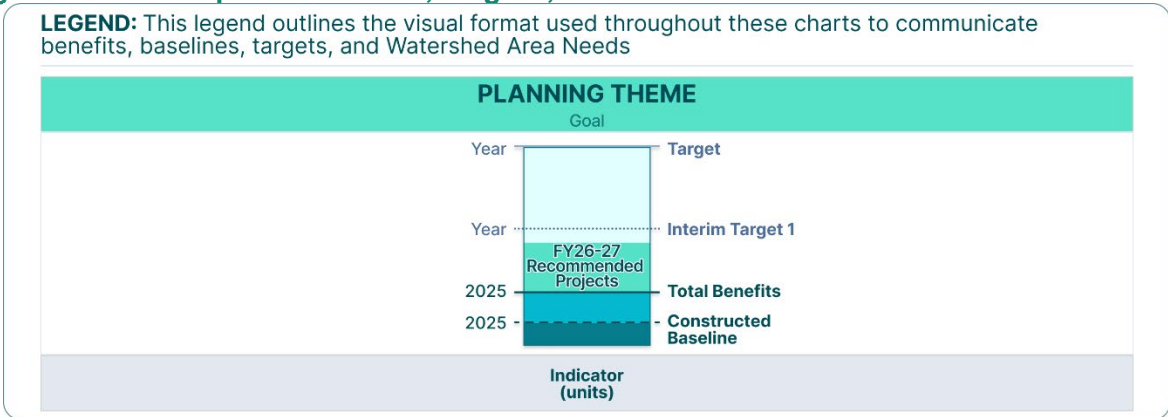 LEGEND: This legend outlines the visual format used throughout these charts to communicate
benefits, baselines, targets, and Watershed Area Needs
PLANNING THEME
Goal
Year
Target
Year
Interim Target 1
FY26-27
Recommended
Projects
2025
Total Benefits
2025
Constructed
Baseline
Indicator
(units)